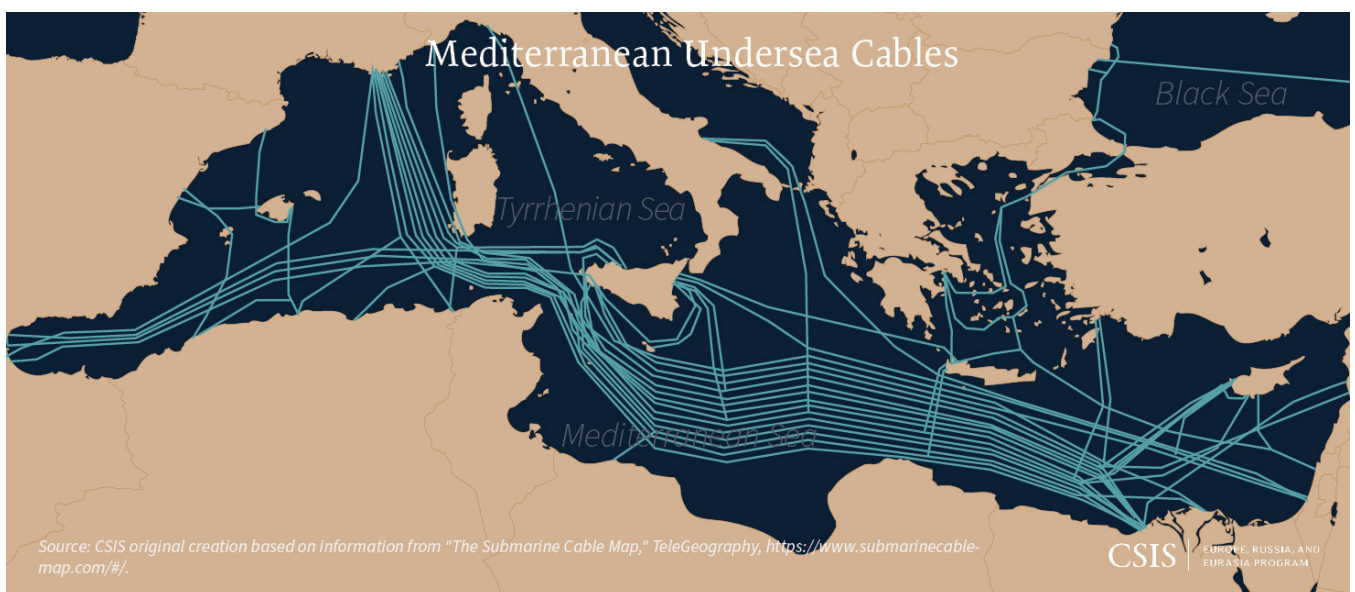 Mediterranean Undersea Cables
Black Sea
Tyrrhenian Sea
Mediterranean Sea
Source: CSIS original creation based on information from "The Submarine Cable Map," TeleGeography, https://www.submarinecable-
map.com/#/.
CSIS
EUROPE, RUSSIA, AND
EURASIA PROGRAM